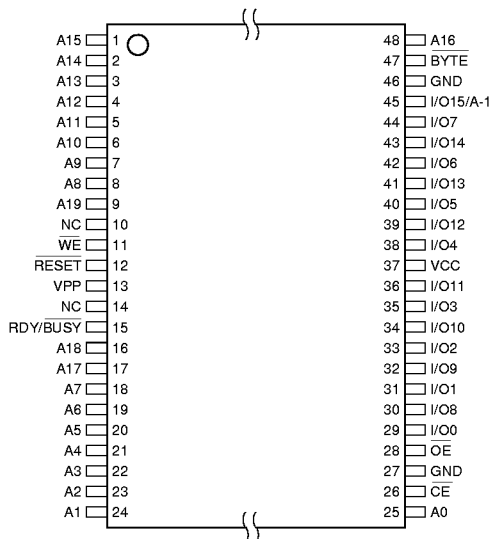 A15 1 48 A16
A14 2 47 BYTE
A13 3 46 GND
A12 4 45 I/O15/A-1
A11 5 44 I/O7
A10 6 43 I/O14
A9 7 42 I/O6
A8 8 41 I/O13
A19 9 40 I/O5
NC 10 39 I/O12
WE 11 38 I/O4
RESET 12 37 VCC
VPP 13 36 I/O11
NC 14 35 I/O3
RDY/BUSY 15 34 I/O10
A18 16 33 I/O2
A17 17 32 I/O9
A7 18 31 I/O1
A6 19 30 I/O8
A5 20 29 I/O0
A4 21 28 OE
A3 22 27 GND
A2 23 26 CE
A1 24 25 A0